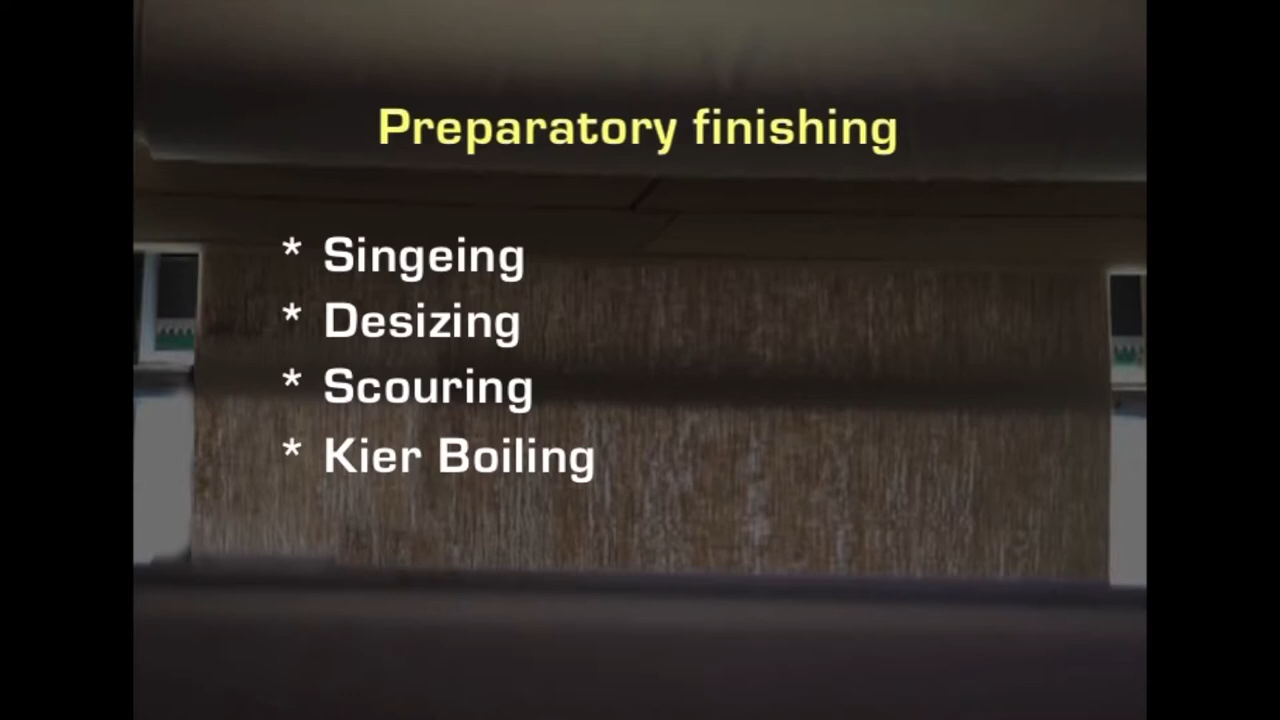 Preparatory finishing
* Singeing
* Desizing
* Scouring
* Kier Boiling